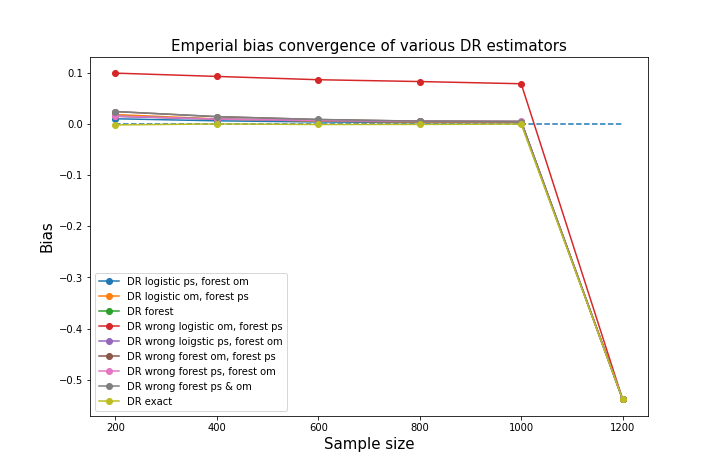 Emperial bias convergence of various DR estimators
0.1
0.0
−0.1
−0.2
−0.3
−0.4
−0.5
Bias
DR logistic ps, forest om
DR logistic om, forest ps
DR forest
DR wrong logistic om, forest ps
DR wrong loigstic ps, forest om
DR wrong forest om, forest ps
DR wrong forest ps, forest om
DR wrong forest ps & om
DR exact
200 400 600 800 1000 1200
Sample size